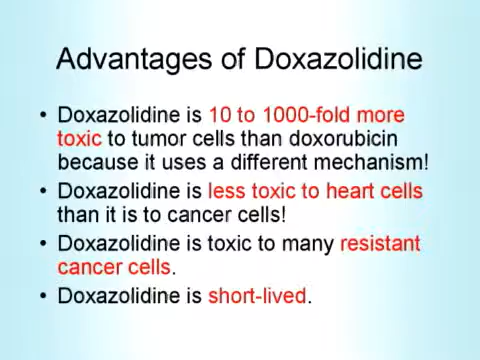 Advantages of Doxazolidine
• Doxazolidine is 10 to 1000-fold more
toxic to tumor cells than doxorubicin
because it uses a different mechanism!
• Doxazolidine is less toxic to heart cells
than it is to cancer cells!
• Doxazolidine is toxic to many resistant
cancer cells.
• Doxazolidine is short-lived.